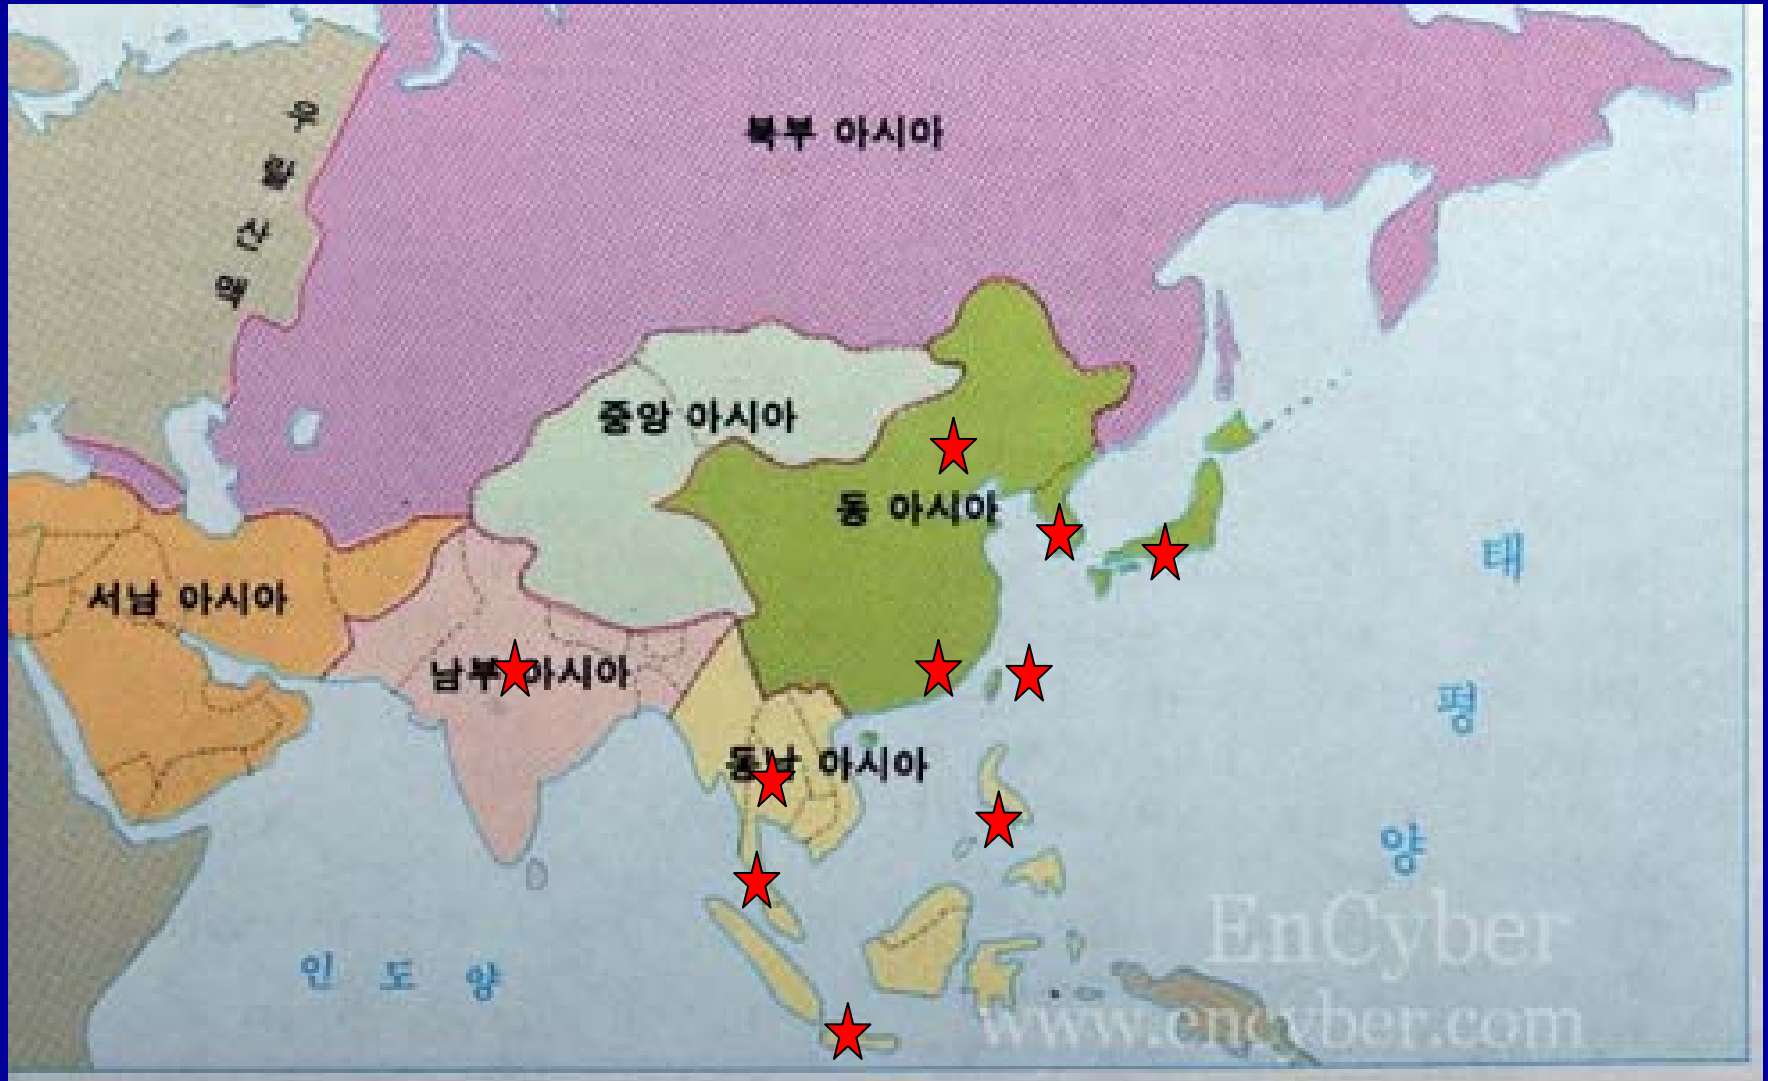 북부 아시아
우
랄
산
맥
중앙 아시아
동 아시아
서남 아시아
남부 아시아
동남 아시아
태
평
양
인 도 양
EnCyber
www.encyber.com